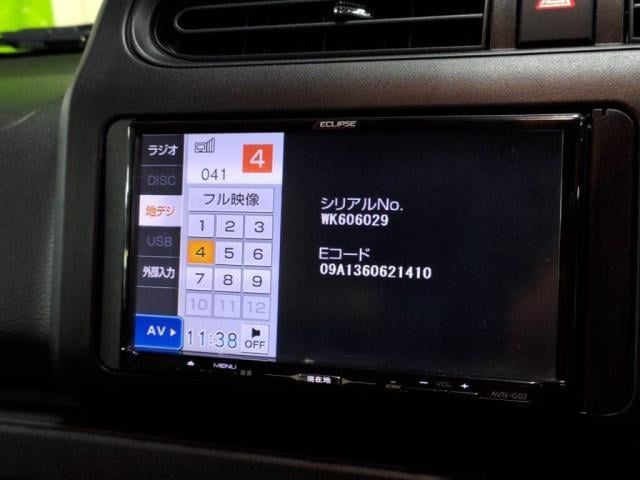 ECLIPSE
ラジオ
DISC
地デジ
USB
外部入力
AV
041
4
フル映像
1 2 3
4 5 6
7 8 9
10 11 12
11:38
OFF
シリアルNo.
WK606029
Eコード
09A1360621410
MENU
現在地
VOL
AVN-G02